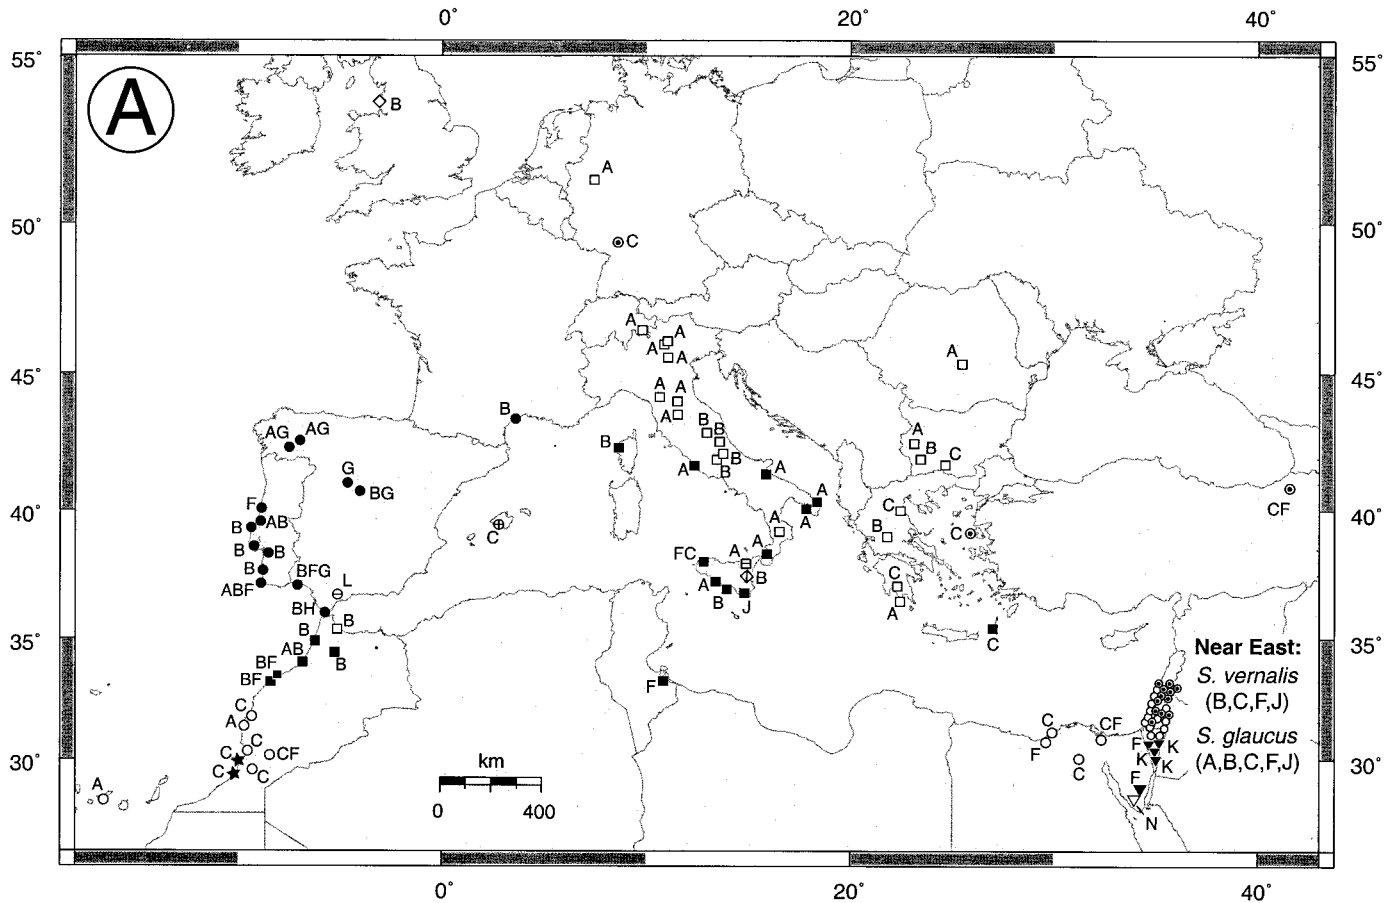 0° 20° 40°
55° 55°
A
B
A
50° 50°
C
A
A
A
A
A
45° 45°
A A
A
B
B B
A
B
C
AG AG
B
B
B
A
A
G
BG
CF
F
AB
B
A
A
C
40° 40°
B
B
A
B
C
C
B
FC
A
A
B
C
ABF
BFG
L
A
B
J
A
BH
B
B
C
35° 35°
AB
B
Near East:
BF
BF
F
S. vernalis
(B,C,F,J)
C
A
C
CF
S. glaucus
C
CF
F
F K
(A,B,C,F,J)
C
C
C
K K
30° 30°
km
A
F
0 400
N
0° 20° 40°